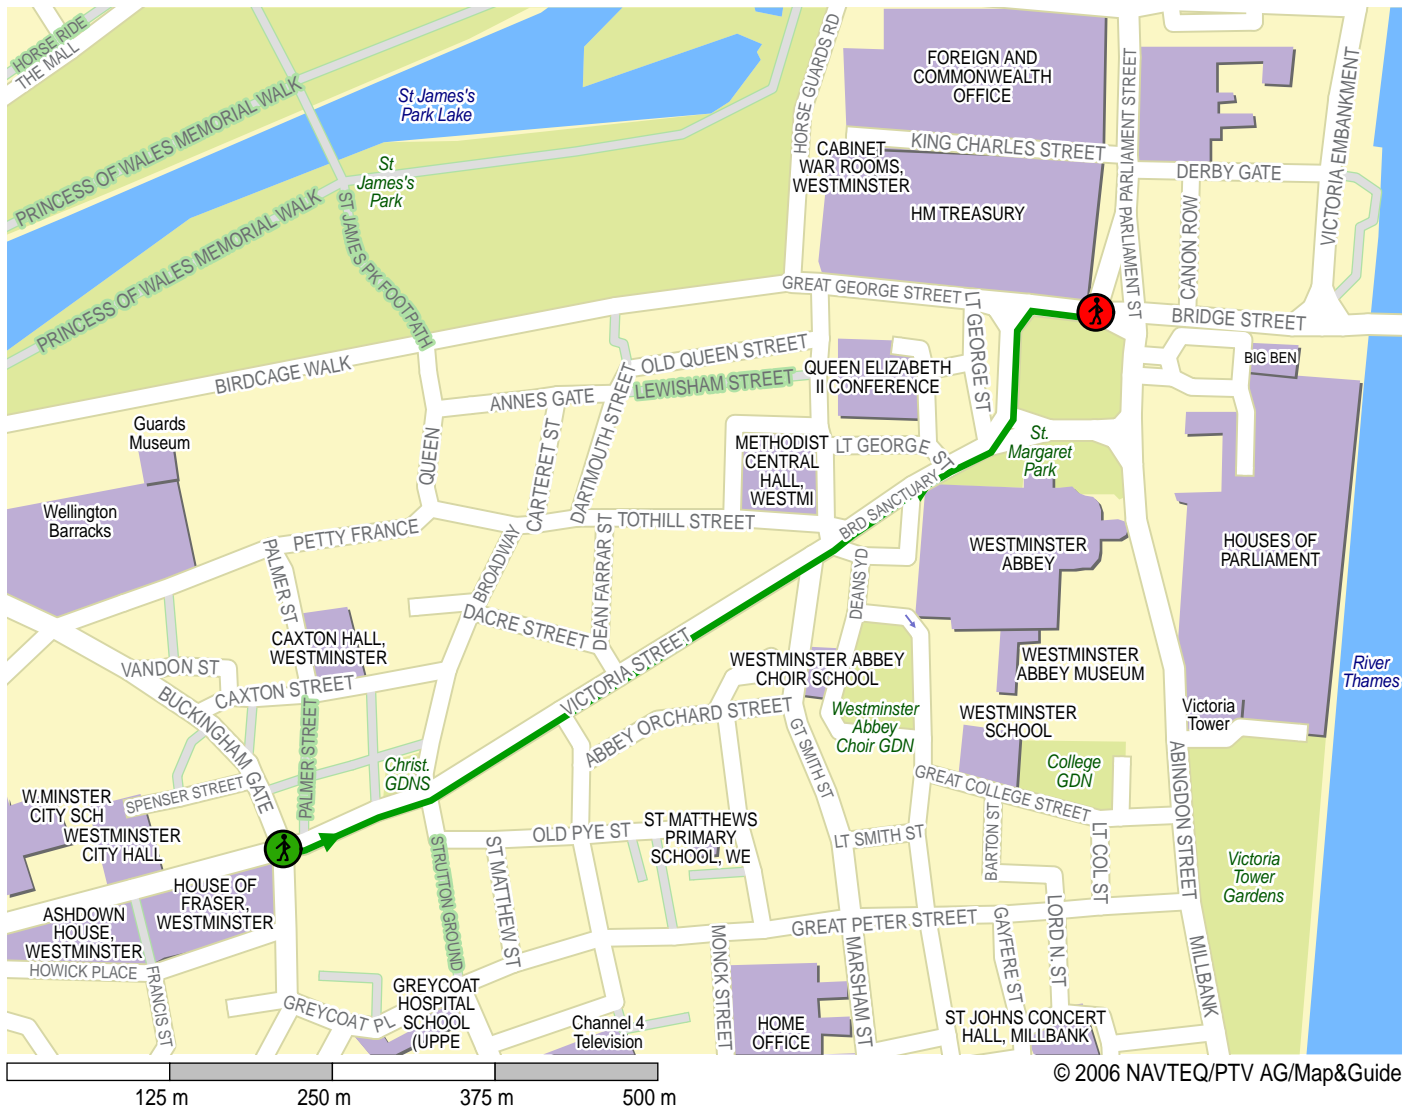 HORSE RIDE
THE MALL
PRINCESS OF WALES MEMORIAL WALK
St James's
Park Lake
HORSE GUARDS RD
FOREIGN AND
COMMONWEALTH
OFFICE
PARLIAMENT STREET
VICTORIA EMBANKMENT
KING CHARLES STREET
CABINET
WAR ROOMS,
WESTMINSTER
DERBY GATE
St
James's
Park
PRINCESS OF WALES MEMORIAL WALK
ST JAMES PK FOOTPATH
HM TREASURY
PARLIAMENT ST
CANON ROW
GREAT GEORGE STREET
LT GEORGE ST
BRIDGE STREET
BIRDCAGE WALK
OLD QUEEN STREET
LEWISHAM STREET
QUEEN ELIZABETH
II CONFERENCE
BIG BEN
ANNES GATE
DARTMOUTH STREET
CARTERET ST
QUEEN
Guards
Museum
METHODIST
CENTRAL
HALL,
WESTMI
LT GEORGE ST
St.
Margaret
Park
Wellington
Barracks
PETTY FRANCE
TOTHILL STREET
BRD SANCTUARY
BROADWAY
PALMER ST
DEAN FARRAR ST
DACRE STREET
DEANS YD
WESTMINSTER
ABBEY
HOUSES OF
PARLIAMENT
CAXTON HALL,
WESTMINSTER
VANDON ST
CAXTON STREET
BUCKINGHAM GATE
VICTORIA STREET
WESTMINSTER ABBEY
CHOIR SCHOOL
WESTMINSTER
ABBEY MUSEUM
River
Thames
ABBEY ORCHARD STREET
Westminster
Abbey
Choir GDN
WESTMINSTER
SCHOOL
Victoria
Tower
PALMER STREET
GT SMITH ST
Christ.
GDNS
College
GDN
SPENSER STREET
GREAT COLLEGE STREET
ABINGDON STREET
W.MINSTER
CITY SCH
WESTMINSTER
CITY HALL
OLD PYE ST
ST MATTHEWS
PRIMARY
SCHOOL, WE
LT SMITH ST
BARTON ST
LT COL ST
STRUTTON GROUND
ST MATTHEW ST
Victoria
Tower
Gardens
HOUSE OF
FRASER,
WESTMINSTER
ASHDOWN
HOUSE,
WESTMINSTER
GREAT PETER STREET
LORD N. ST
GAYFERE ST
MILLBANK
HOWICK PLACE
FRANCIS ST
MONCK STREET
MARSHAM ST
GREYCOAT PL
GREYCOAT
HOSPITAL
SCHOOL
(UPPE
Channel 4
Television
HOME
OFFICE
ST JOHNS CONCERT
HALL, MILLBANK
© 2006 NAVTEQ/PTV AG/Map&Guide
125 m
250 m
375 m
500 m